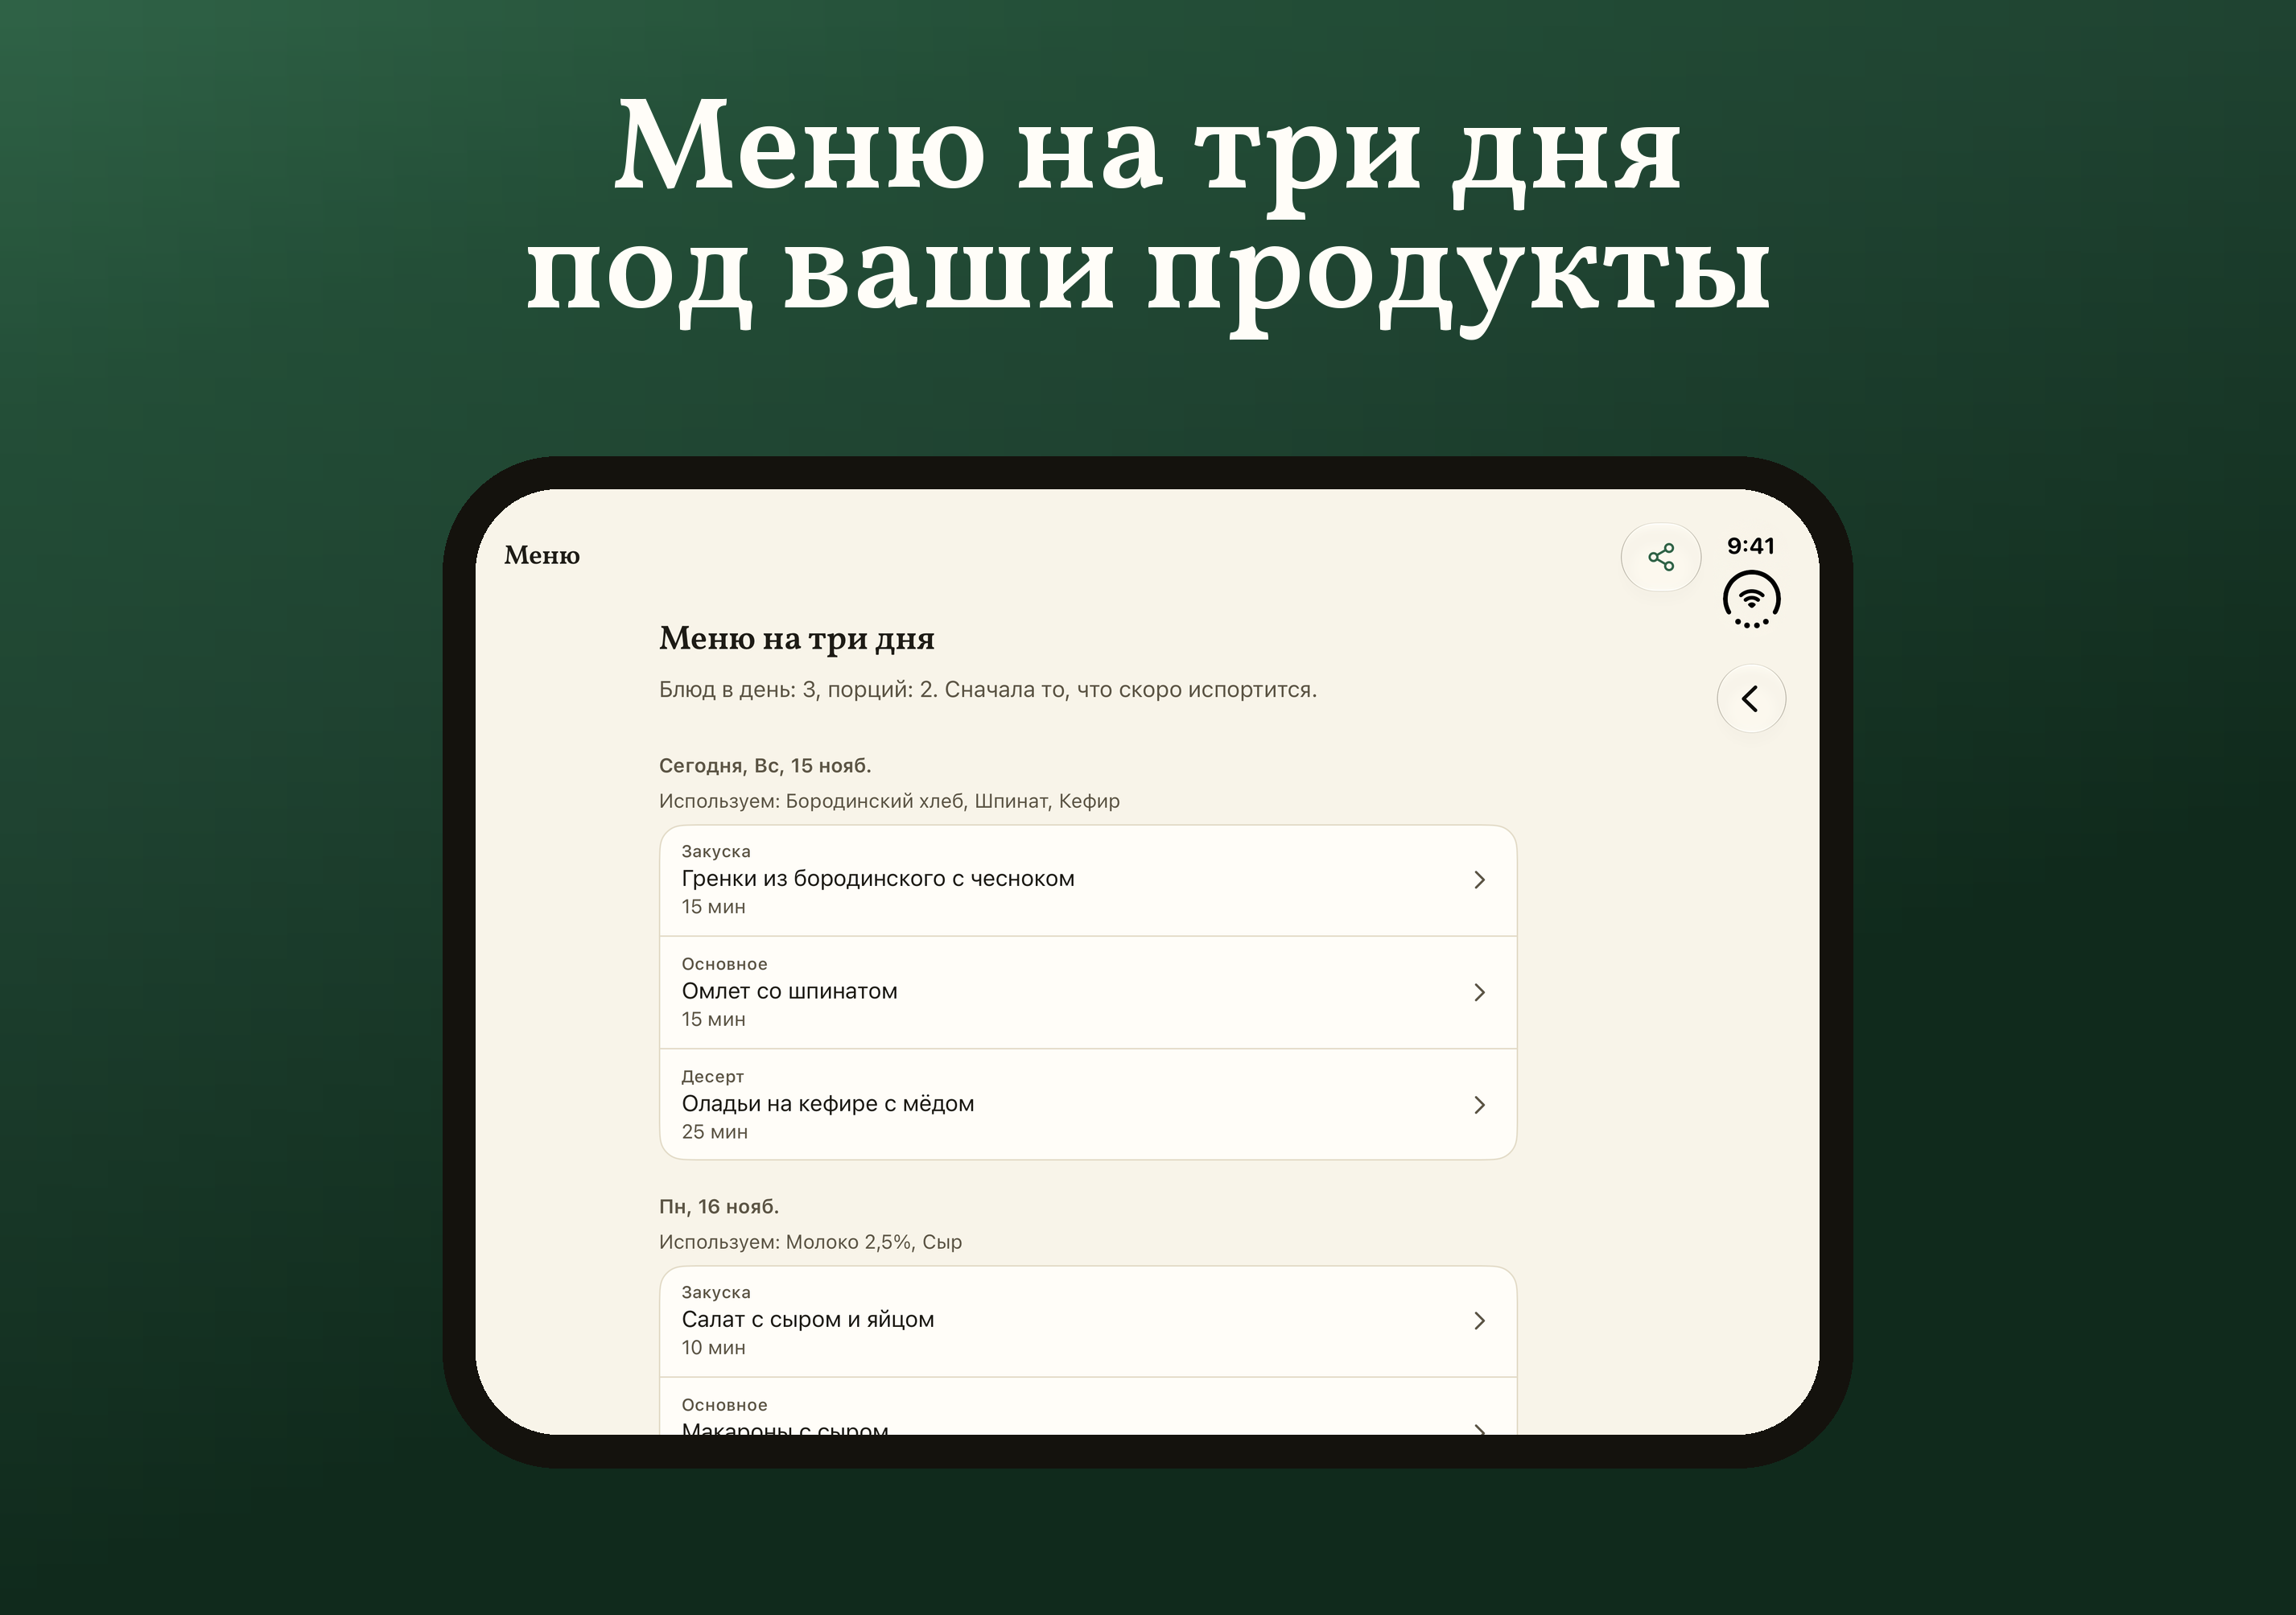 Меню на три дня
под ваши продукты
Меню
9:41
Меню на три дня
Блюд в день: 3, порций: 2. Сначала то, что скоро испортится.
Сегодня, Вс, 15 нояб.
Используем: Бородинский хлеб, Шпинат, Кефир
Закуска
Гренки из бородинского с чесноком
15 мин
Основное
Омлет со шпинатом
15 мин
Десерт
Оладьи на кефире с мёдом
25 мин
Пн, 16 нояб.
Используем: Молоко 2,5%, Сыр
Закуска
Салат с сыром и яйцом
10 мин
Основное
Макароны с сыром